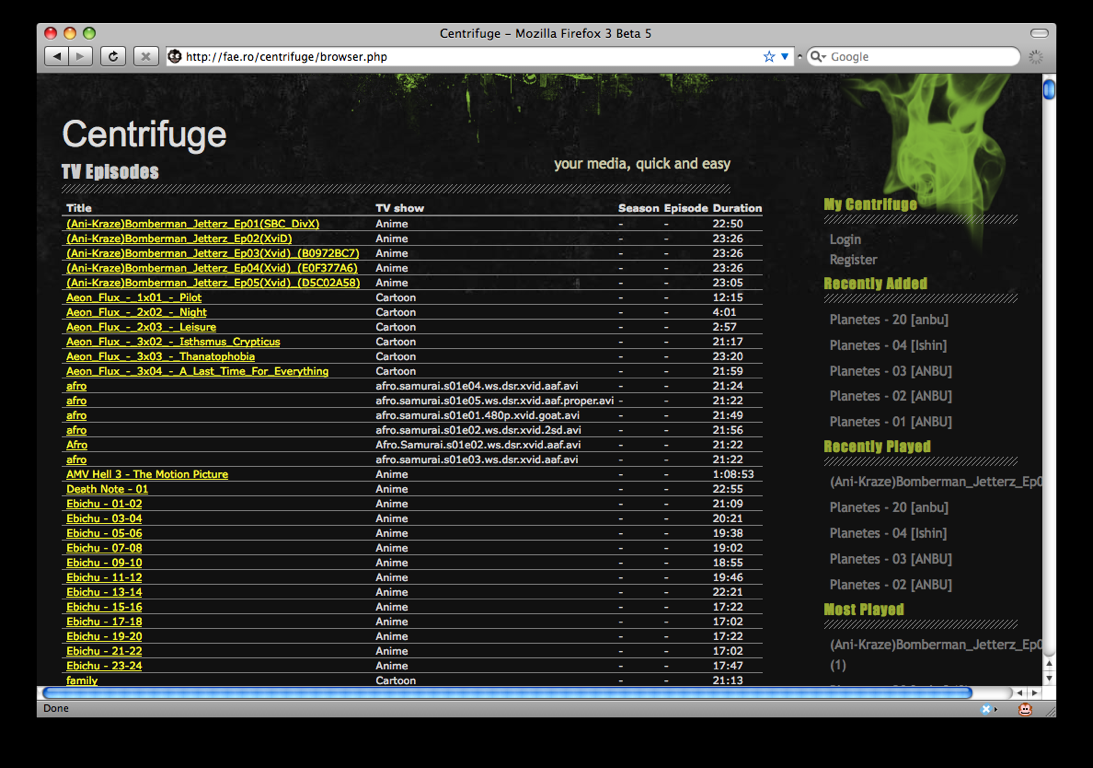 Centrifuge - Mozilla Firefox 3 Beta 5
http://fae.ro/centrifuge/browser.php
Google
Centrifuge
TV Episodes
your media, quick and easy
Title TV show Season Episode Duration
(Ani-Kraze)Bomberman_Jetterz_Ep01(SBC_DivX) Anime - - 22:50
(Ani-Kraze)Bomberman_Jetterz_Ep02(XviD) Anime - - 23:26
(Ani-Kraze)Bomberman_Jetterz_Ep03(Xvid)_(B0972BC7) Anime - - 23:26
(Ani-Kraze)Bomberman_Jetterz_Ep04(Xvid)_(E0F377A6) Anime - - 23:26
(Ani-Kraze)Bomberman_Jetterz_Ep05(Xvid)_(D5C02A58) Anime - - 23:05
Aeon_Flux_-_1x01_-_Pilot Cartoon - - 12:15
Aeon_Flux_-_2x02_-_Night Cartoon - - 4:01
Aeon_Flux_-_2x03_-_Leisure Cartoon - - 2:57
Aeon_Flux_-_3x02_-_Isthsmus_Crypticus Cartoon - - 21:17
Aeon_Flux_-_3x03_-_Thanatophobia Cartoon - - 23:20
Aeon_Flux_-_3x04_-_A_Last_Time_For_Everything Cartoon - - 21:59
afro afro.samurai.s01e04.ws.dsr.xvid.aaf.avi - - 21:24
afro afro.samurai.s01e05.ws.dsr.xvid.aaf.proper.avi - - 21:22
afro afro.samurai.s01e01.480p.xvid.goat.avi - - 21:49
afro afro.samurai.s01e02.ws.dsr.xvid.2sd.avi - - 21:56
Afro Afro.Samurai.s01e02.ws.dsr.xvid.aaf.avi - - 21:22
afro afro.samurai.s01e03.ws.dsr.xvid.aaf.avi - - 21:22
AMV Hell 3 - The Motion Picture Anime - - 1:08:53
Death Note - 01 Anime - - 22:55
Ebichu - 01-02 Anime - - 21:09
Ebichu - 03-04 Anime - - 20:21
Ebichu - 05-06 Anime - - 19:38
Ebichu - 07-08 Anime - - 19:02
Ebichu - 09-10 Anime - - 18:55
Ebichu - 11-12 Anime - - 19:46
Ebichu - 13-14 Anime - - 22:21
Ebichu - 15-16 Anime - - 17:22
Ebichu - 17-18 Anime - - 17:02
Ebichu - 19-20 Anime - - 17:22
Ebichu - 21-22 Anime - - 17:02
Ebichu - 23-24 Anime - - 17:47
family Cartoon - - 21:13
My Centrifuge
Login
Register
Recently Added
Planetes - 20 [anbu]
Planetes - 04 [Ishin]
Planetes - 03 [ANBU]
Planetes - 02 [ANBU]
Planetes - 01 [ANBU]
Recently Played
(Ani-Kraze)Bomberman_Jetterz_Ep0
Planetes - 20 [anbu]
Planetes - 04 [Ishin]
Planetes - 03 [ANBU]
Planetes - 02 [ANBU]
Most Played
(Ani-Kraze)Bomberman_Jetterz_Ep0
(1)
Done